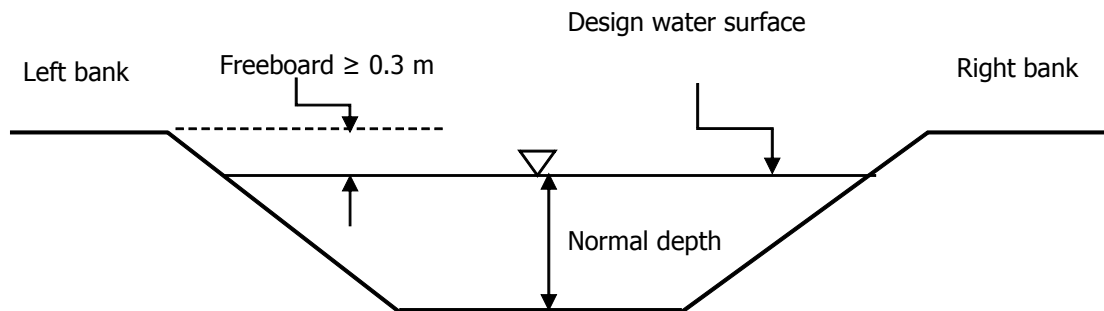 Design water surface
Left bank
Freeboard ≥ 0.3 m
Right bank
Normal depth